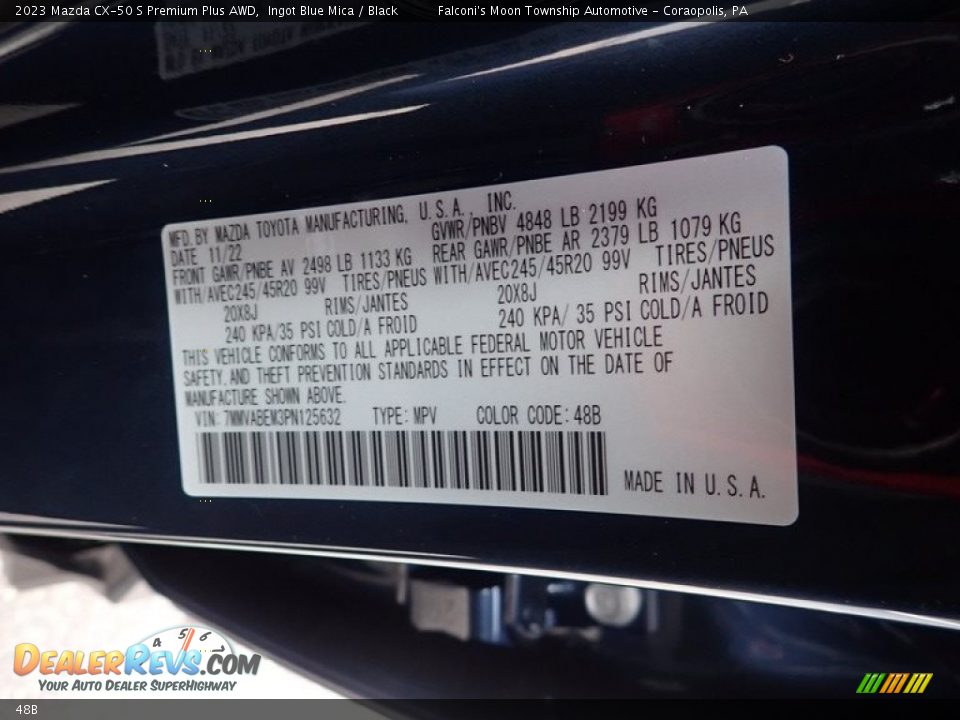 2023 Mazda CX-50 S Premium Plus AWD, Ingot Blue Mica / Black Falconi's Moon Township Automotive - Coraopolis, PA
MFD. BY MAZDA TOYOTA MANUFACTURING, U.S.A., INC.
DATE 11/22 GVWR/PNBV 4848 LB 2199 KG
FRONT GAWR/PNBE AV 2498 LB 1133 KG REAR GAWR/PNBE AR 2379 LB 1079 KG
WITH/AVEC245/45R20 99V TIRES/PNEUS WITH/AVEC245/45R20 99V TIRES/PNEUS
20X8J RIMS/JANTES 20X8J RIMS/JANTES
240 KPA/35 PSI COLD/A FROID 240 KPA/ 35 PSI COLD/A FROID
THIS VEHICLE CONFORMS TO ALL APPLICABLE FEDERAL MOTOR VEHICLE
SAFETY, AND THEFT PREVENTION STANDARDS IN EFFECT ON THE DATE OF
MANUFACTURE SHOWN ABOVE.
VIN: 7MMVABEM3PN125632 TYPE: MPV COLOR CODE: 48B
MADE IN U.S.A.
4 5 6
DEALERREVS.COM
YOUR AUTO DEALER SUPERHIGHWAY
48B